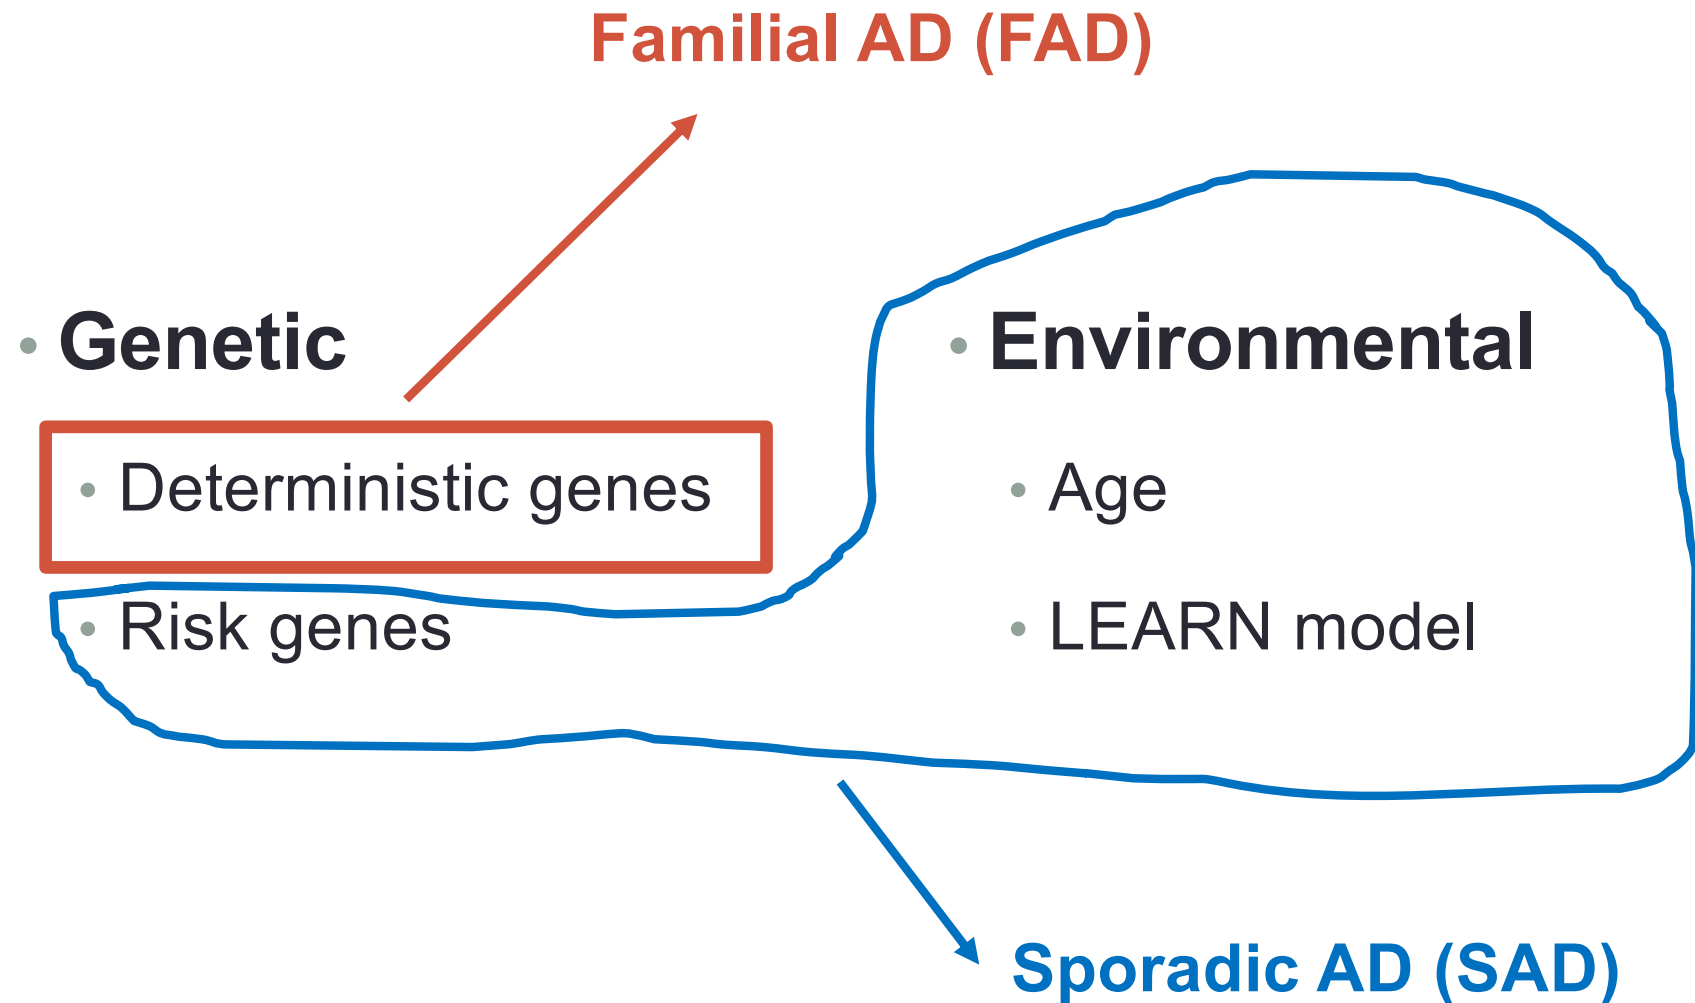 Familial AD (FAD)
• Genetic
• Deterministic genes
• Risk genes
• Environmental
• Age
• LEARN model
Sporadic AD (SAD)